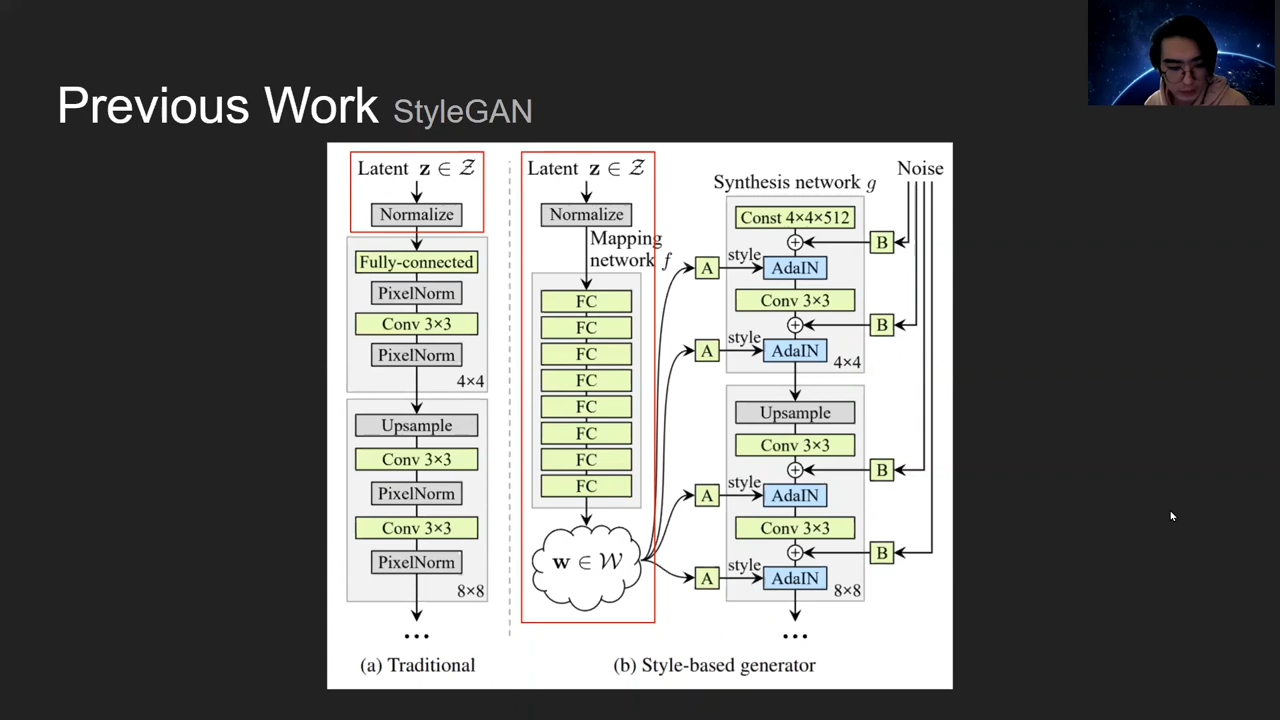 Previous Work StyleGAN
Latent z ∈ Z
Normalize
Fully-connected
PixelNorm
Conv 3×3
PixelNorm
4×4
Upsample
Conv 3×3
PixelNorm
Conv 3×3
PixelNorm
8×8
...
(a) Traditional
Latent z ∈ Z
Normalize
Mapping
network f
FC
FC
FC
FC
FC
FC
FC
FC
w ∈ W
Synthesis network g
Noise
Const 4×4×512
B
A
style
AdaIN
Conv 3×3
B
A
style
AdaIN
4×4
Upsample
Conv 3×3
B
A
style
AdaIN
Conv 3×3
B
A
style
AdaIN
8×8
...
(b) Style-based generator